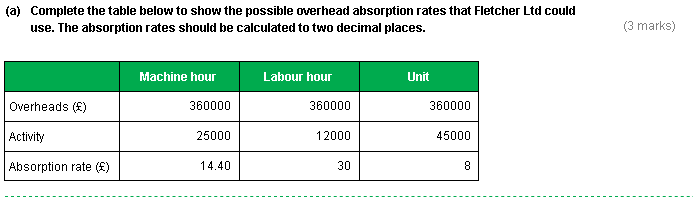 (a) Complete the table below to show the possible overhead absorption rates that Fletcher Ltd could
use. The absorption rates should be calculated to two decimal places. (3 marks)
Machine hour Labour hour Unit
Overheads (£) 360000 360000 360000
Activity 25000 12000 45000
Absorption rate (£) 14.40 30 8